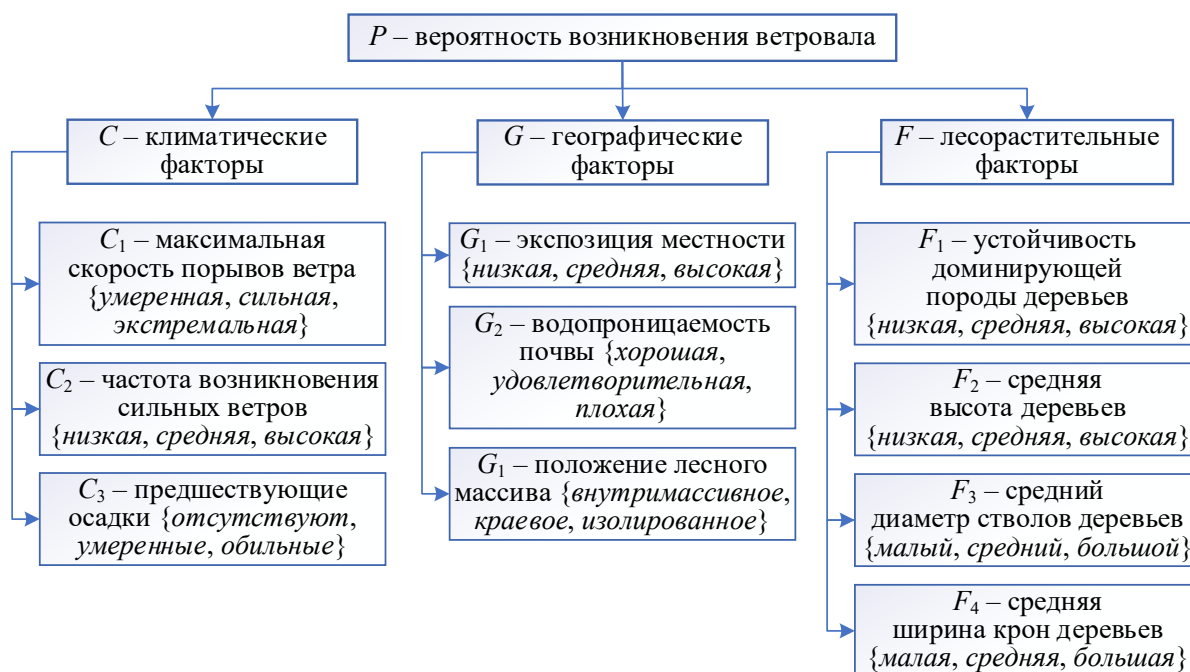 P – вероятность возникновения ветровала
C – климатические
факторы
C₁ – максимальная
скорость порывов ветра
{умеренная, сильная,
экстремальная}
C₂ – частота возникновения
сильных ветров
{низкая, средняя, высокая}
C₃ – предшествующие
осадки {отсутствуют,
умеренные, обильные}
G – географические
факторы
G₁ – экспозиция местности
{низкая, средняя, высокая}
G₂ – водопроницаемость
почвы {хорошая,
удовлетворительная,
плохая}
G₁ – положение лесного
массива {внутримассивное,
краевое, изолированное}
F – лесорастительные
факторы
F₁ – устойчивость
доминирующей
породы деревьев
{низкая, средняя, высокая}
F₂ – средняя
высота деревьев
{низкая, средняя, высокая}
F₃ – средний
диаметр стволов деревьев
{малый, средний, большой}
F₄ – средняя
ширина крон деревьев
{малая, средняя, большая}